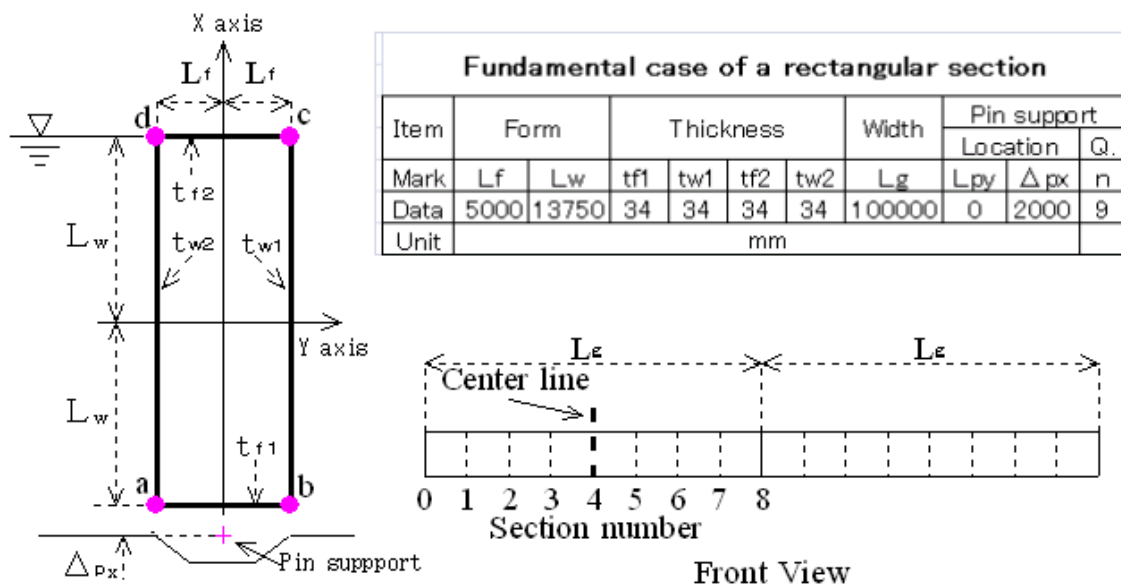 X axis
Lf Lf
d c
tf2
Lw
tw2 tw1
Y axis
Lw
tf1
a b
Pin suppport
Δpx
Fundamental case of a rectangular section
Item Form Thickness Width Pin support
Location Q.
Mark Lf Lw tf1 tw1 tf2 tw2 Lg Lpy Δpx n
Data 5000 13750 34 34 34 34 100000 0 2000 9
Unit mm
Lg Lg
Center line
0 1 2 3 4 5 6 7 8
Section number
Front View